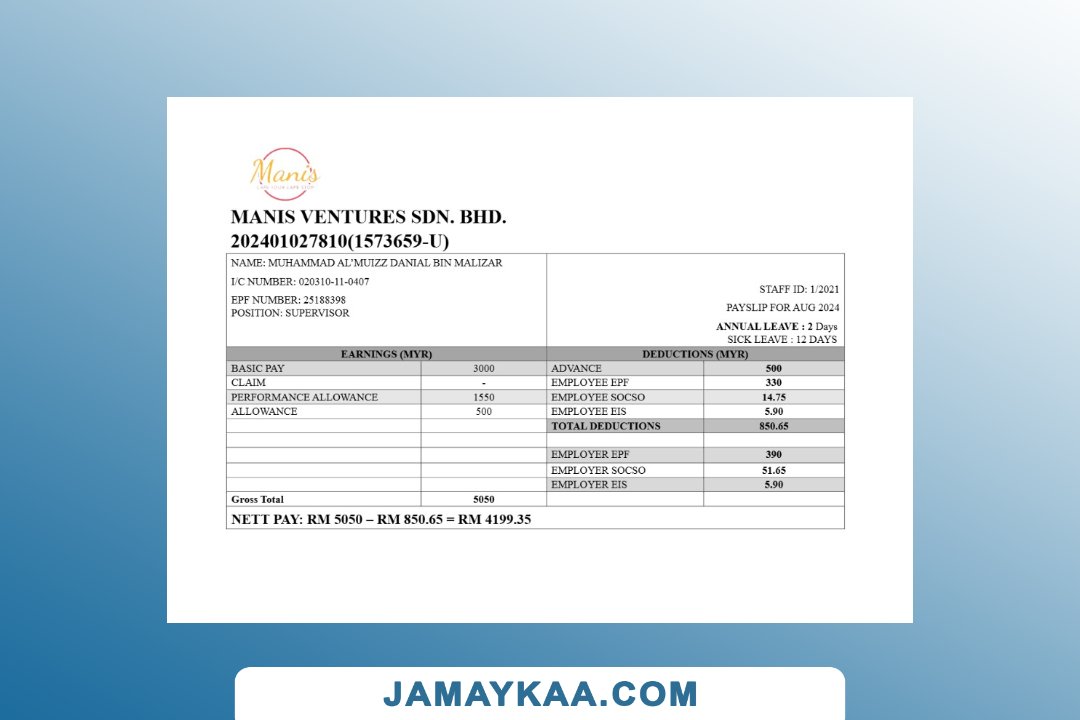 Manis
MANIS VENTURES SDN. BHD.
202401027810(1573659-U)
NAME: MUHAMMAD AL'MUIZZ DANIAL BIN MALIZAR
I/C NUMBER: 020310-11-0407
EPF NUMBER: 25188398
POSITION: SUPERVISOR
STAFF ID: 1/2021
PAYSLIP FOR AUG 2024
ANNUAL LEAVE : 2 Days
SICK LEAVE : 12 DAYS
EARNINGS (MYR) DEDUCTIONS (MYR)
BASIC PAY 3000 ADVANCE 500
CLAIM - EMPLOYEE EPF 330
PERFORMANCE ALLOWANCE 1550 EMPLOYEE SOCSO 14.75
ALLOWANCE 500 EMPLOYEE EIS 5.90
TOTAL DEDUCTIONS 850.65
EMPLOYER EPF 390
EMPLOYER SOCSO 51.65
EMPLOYER EIS 5.90
Gross Total 5050
NETT PAY: RM 5050 – RM 850.65 = RM 4199.35
JAMAYKAA.COM